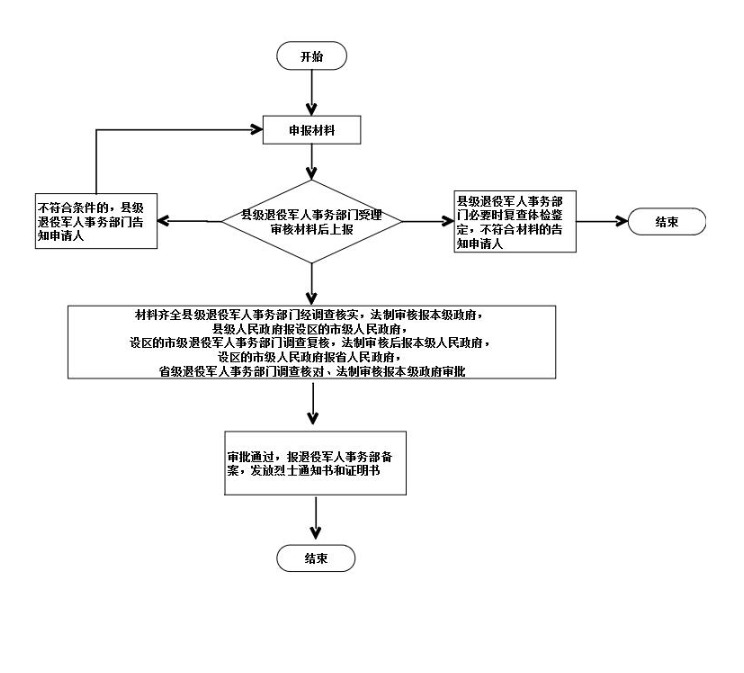 开始
申报材料
县级退役军人事务部门受理
审核材料后上报
不符合条件的，县级
退役军人事务部门告
知申请人
县级退役军人事务部
门必要时复查体检鉴
定，不符合材料的告
知申请人
结束
材料齐全县级退役军人事务部门经调查核实，法制审核报本级政府，
县级人民政府报设区的市级人民政府，
设区的市级退役军人事务部门调查复核，法制审核后报本级人民政府，
设区的市级人民政府报省人民政府，
省级退役军人事务部门调查核对、法制审核报本级政府审批
审批通过，报退役军人事务部备
案，发放烈士通知书和证明书
结束